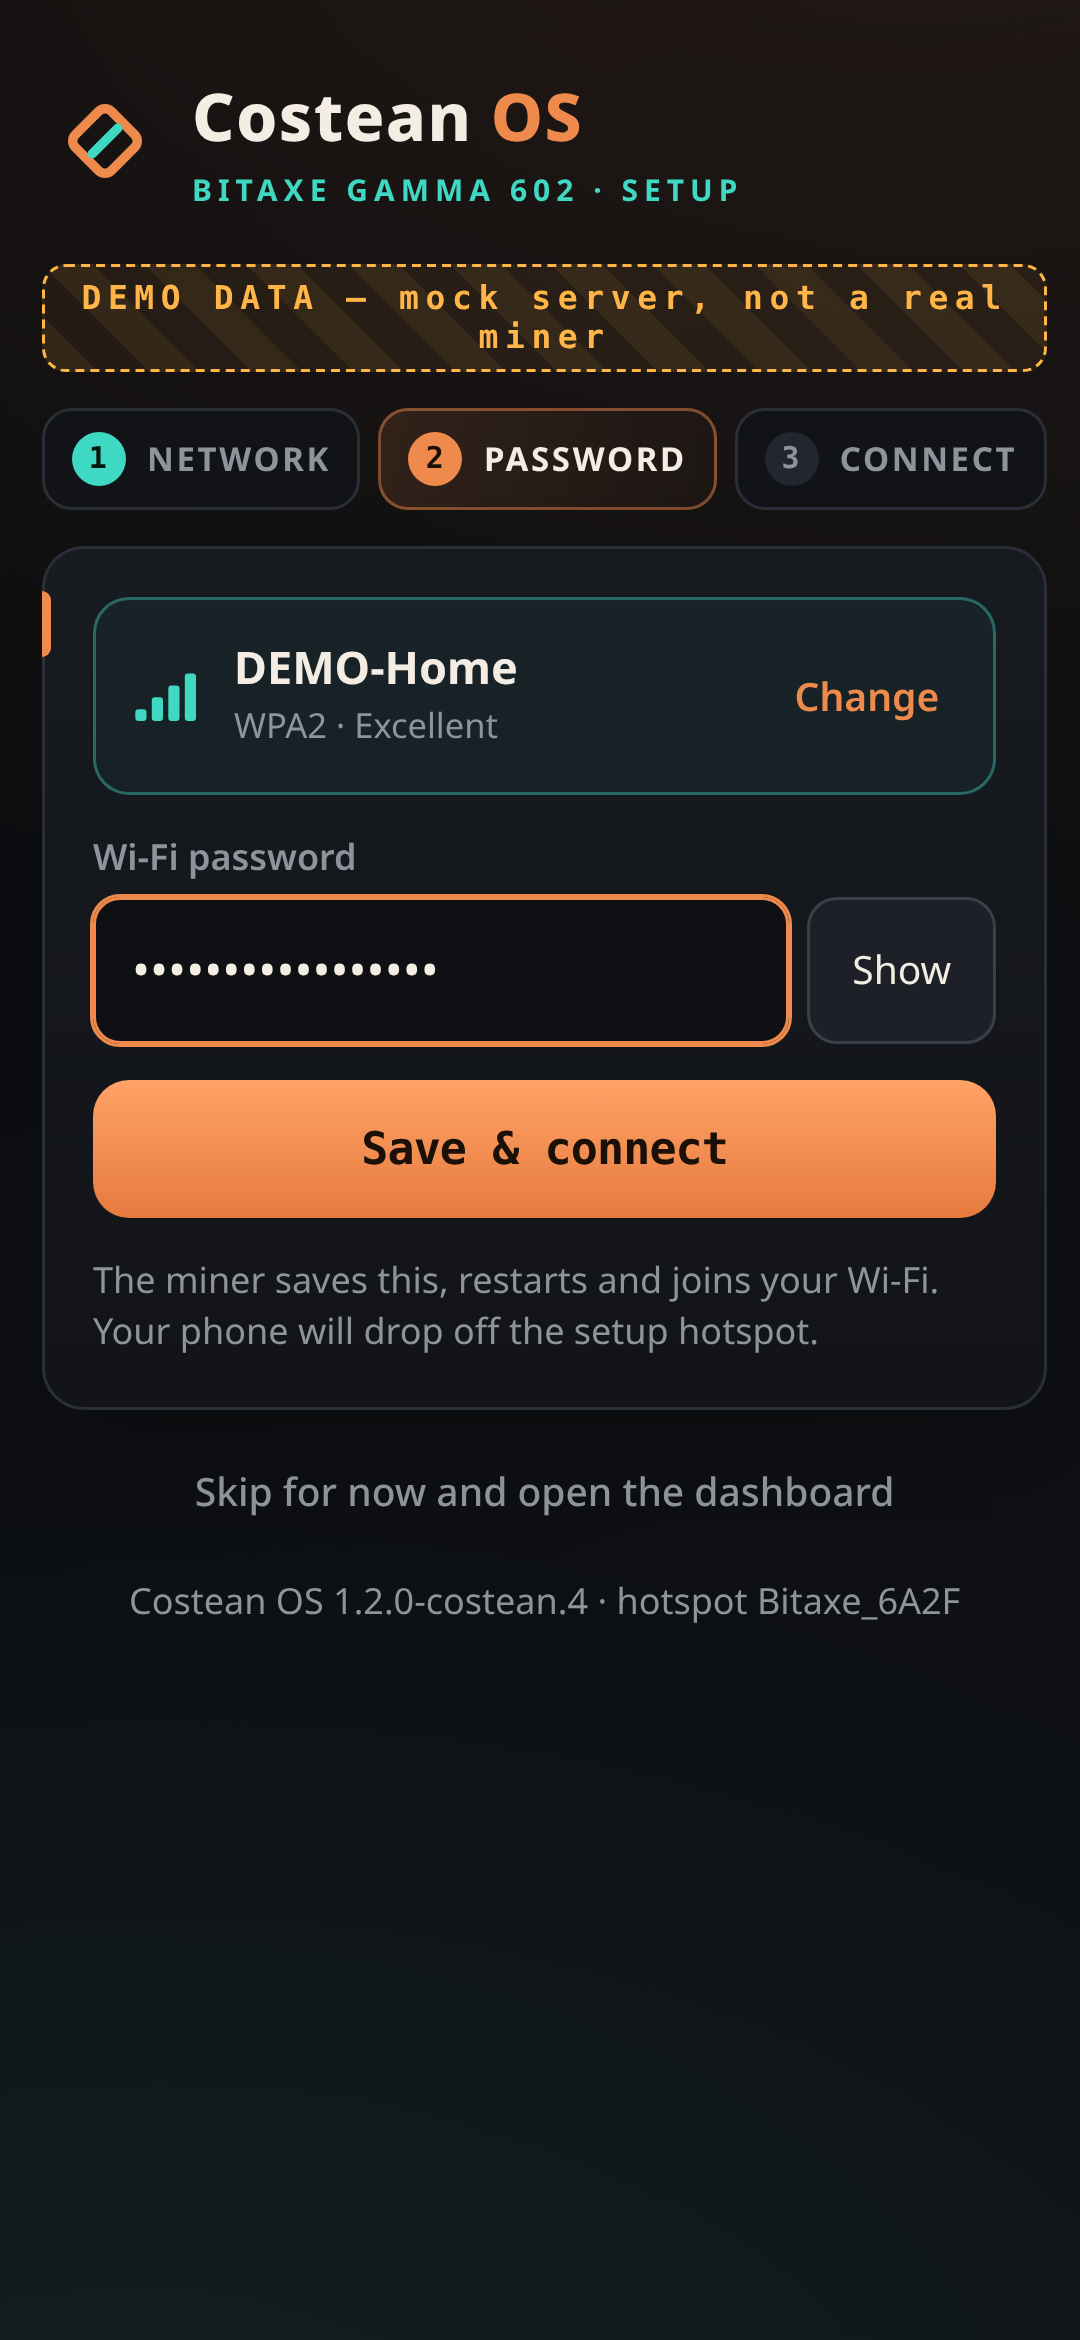 Costean OS
BITAXE GAMMA 602 · SETUP
DEMO DATA — mock server, not a real
miner
1 NETWORK
2 PASSWORD
3 CONNECT
DEMO-Home
WPA2 · Excellent
Change
Wi-Fi password
•••••••••••••••••
Show
Save & connect
The miner saves this, restarts and joins your Wi-Fi.
Your phone will drop off the setup hotspot.
Skip for now and open the dashboard
Costean OS 1.2.0-costean.4 · hotspot Bitaxe_6A2F